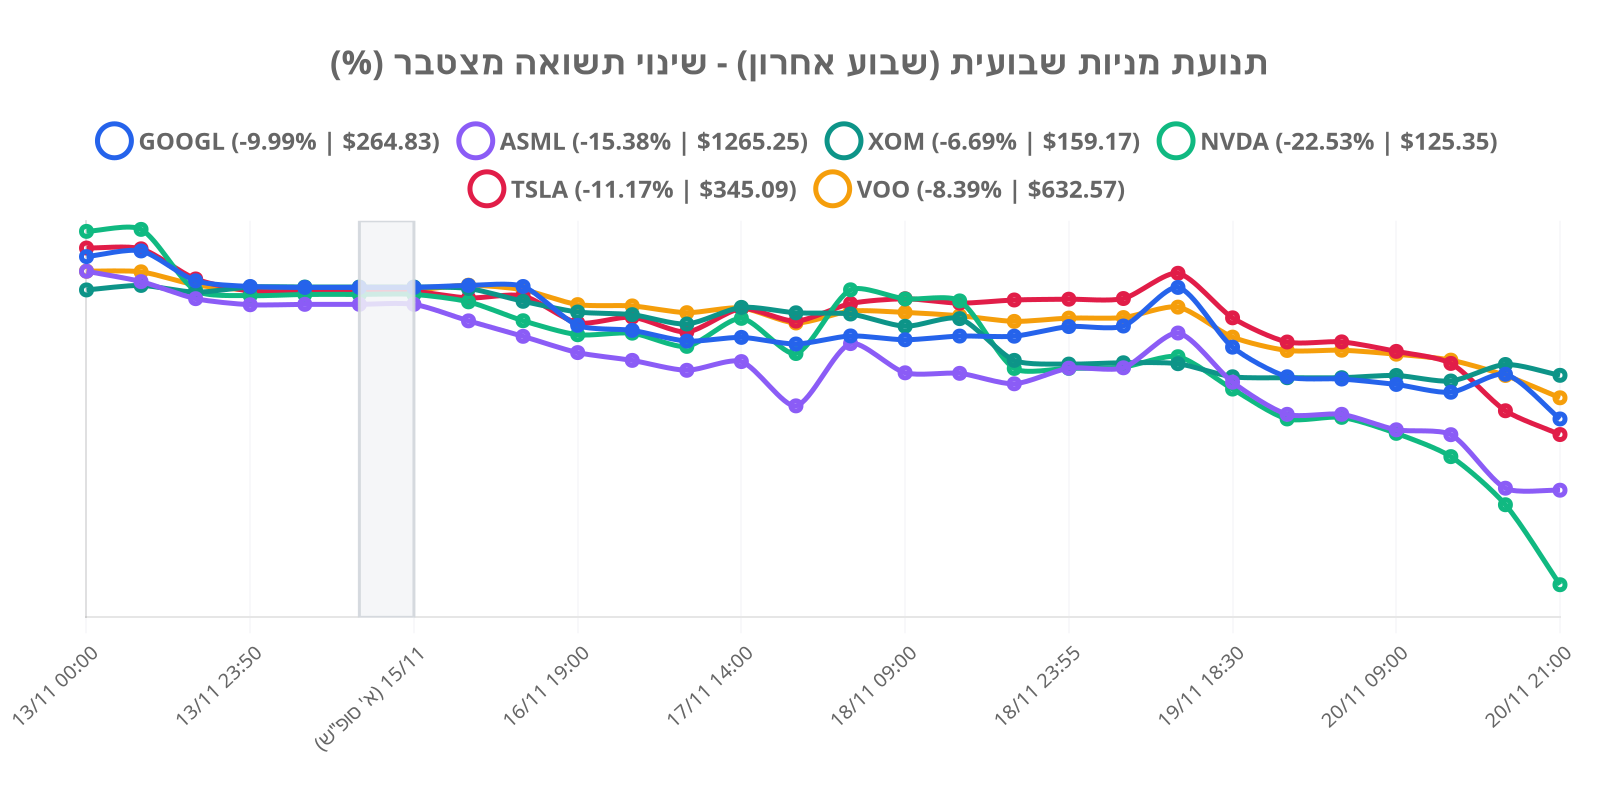 תנועת מניות שבועית (שבוע אחרון) - שינוי תשואה מצטבר (%)
GOOGL (-9.99% | $264.83) ASML (-15.38% | $1265.25) XOM (-6.69% | $159.17) NVDA (-22.53% | $125.35)
TSLA (-11.17% | $345.09) VOO (-8.39% | $632.57)
13/11 00:00
13/11 23:50
15/11 (א' סופ"ש)
16/11 19:00
17/11 14:00
18/11 09:00
18/11 23:55
19/11 18:30
20/11 09:00
20/11 21:00